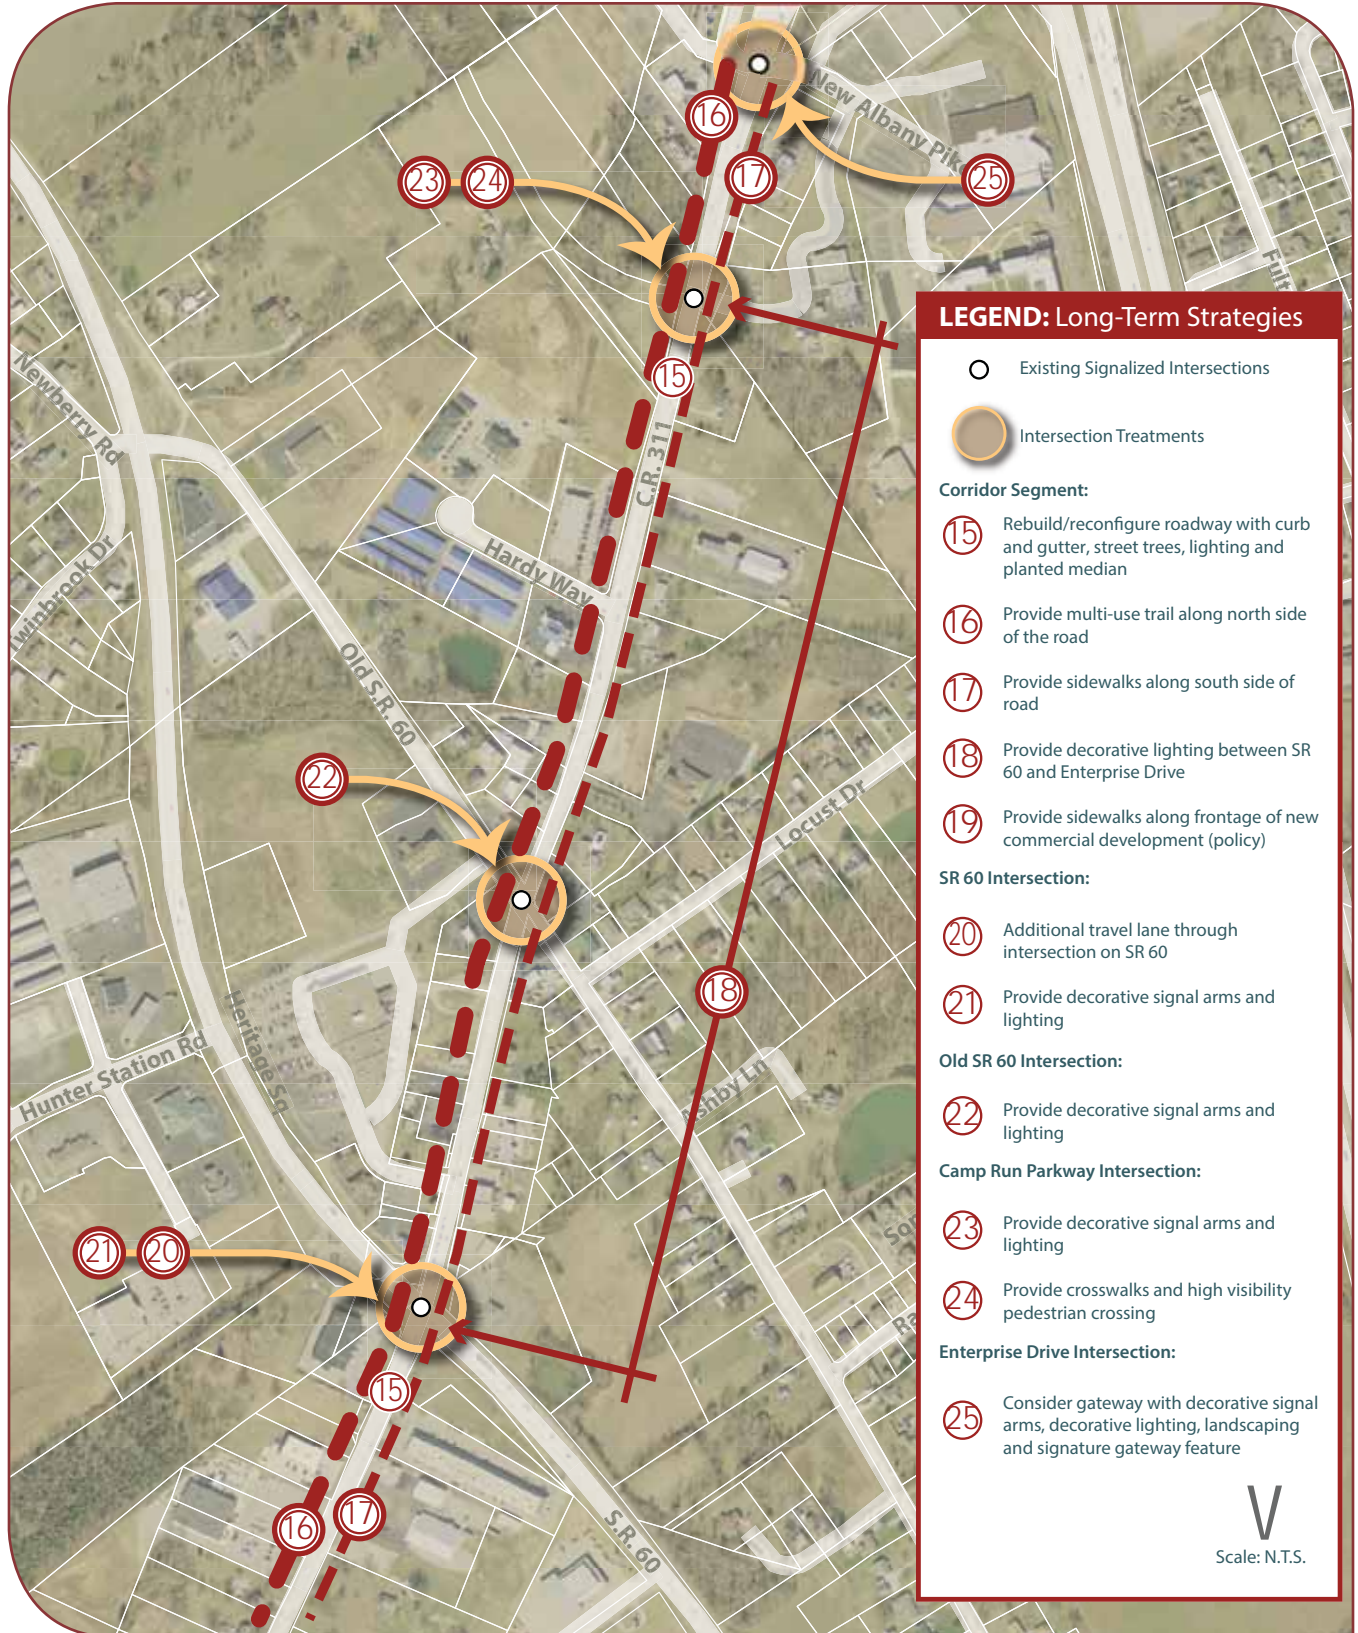 16
New Albany Pik
23
24
17
25
Fult
15
C.R. 311
Newberry Rd
Hardy Way
winbrook Dr
Old S.R. 60
22
Locust Dr
18
Heritage Sq
Hunter Station Rd
Ashby Ln
21
20
15
16
17
S.R. 60
LEGEND: Long-Term Strategies
Existing Signalized Intersections
Intersection Treatments
Corridor Segment:
15 Rebuild/reconfigure roadway with curb
and gutter, street trees, lighting and
planted median
16 Provide multi-use trail along north side
of the road
17 Provide sidewalks along south side of
road
18 Provide decorative lighting between SR
60 and Enterprise Drive
19 Provide sidewalks along frontage of new
commercial development (policy)
SR 60 Intersection:
20 Additional travel lane through
intersection on SR 60
21 Provide decorative signal arms and
lighting
Old SR 60 Intersection:
22 Provide decorative signal arms and
lighting
Camp Run Parkway Intersection:
23 Provide decorative signal arms and
lighting
24 Provide crosswalks and high visibility
pedestrian crossing
Enterprise Drive Intersection:
25 Consider gateway with decorative signal
arms, decorative lighting, landscaping
and signature gateway feature
Scale: N.T.S.